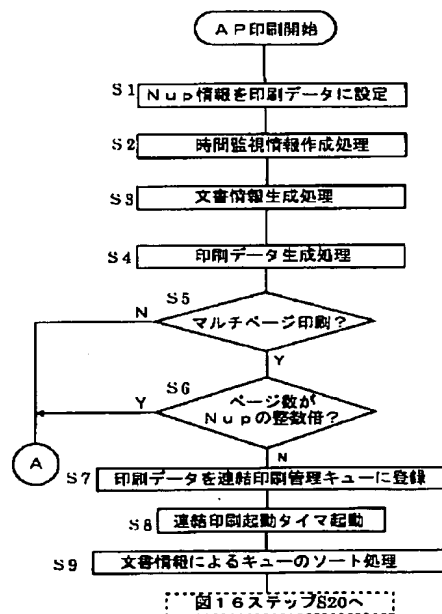 AP印刷開始
S1
Nup情報を印刷データに設定
S2
時間監視情報作成処理
S3
文書情報生成処理
S4
印刷データ生成処理
S5
N
マルチページ印刷?
Y
S6
Y
ページ数が
Nupの整数倍?
N
A
S7
印刷データを連結印刷管理キューに登録
S8
連結印刷起動タイマ起動
S9
文書情報によるキューのソート処理
図16ステップS20へ